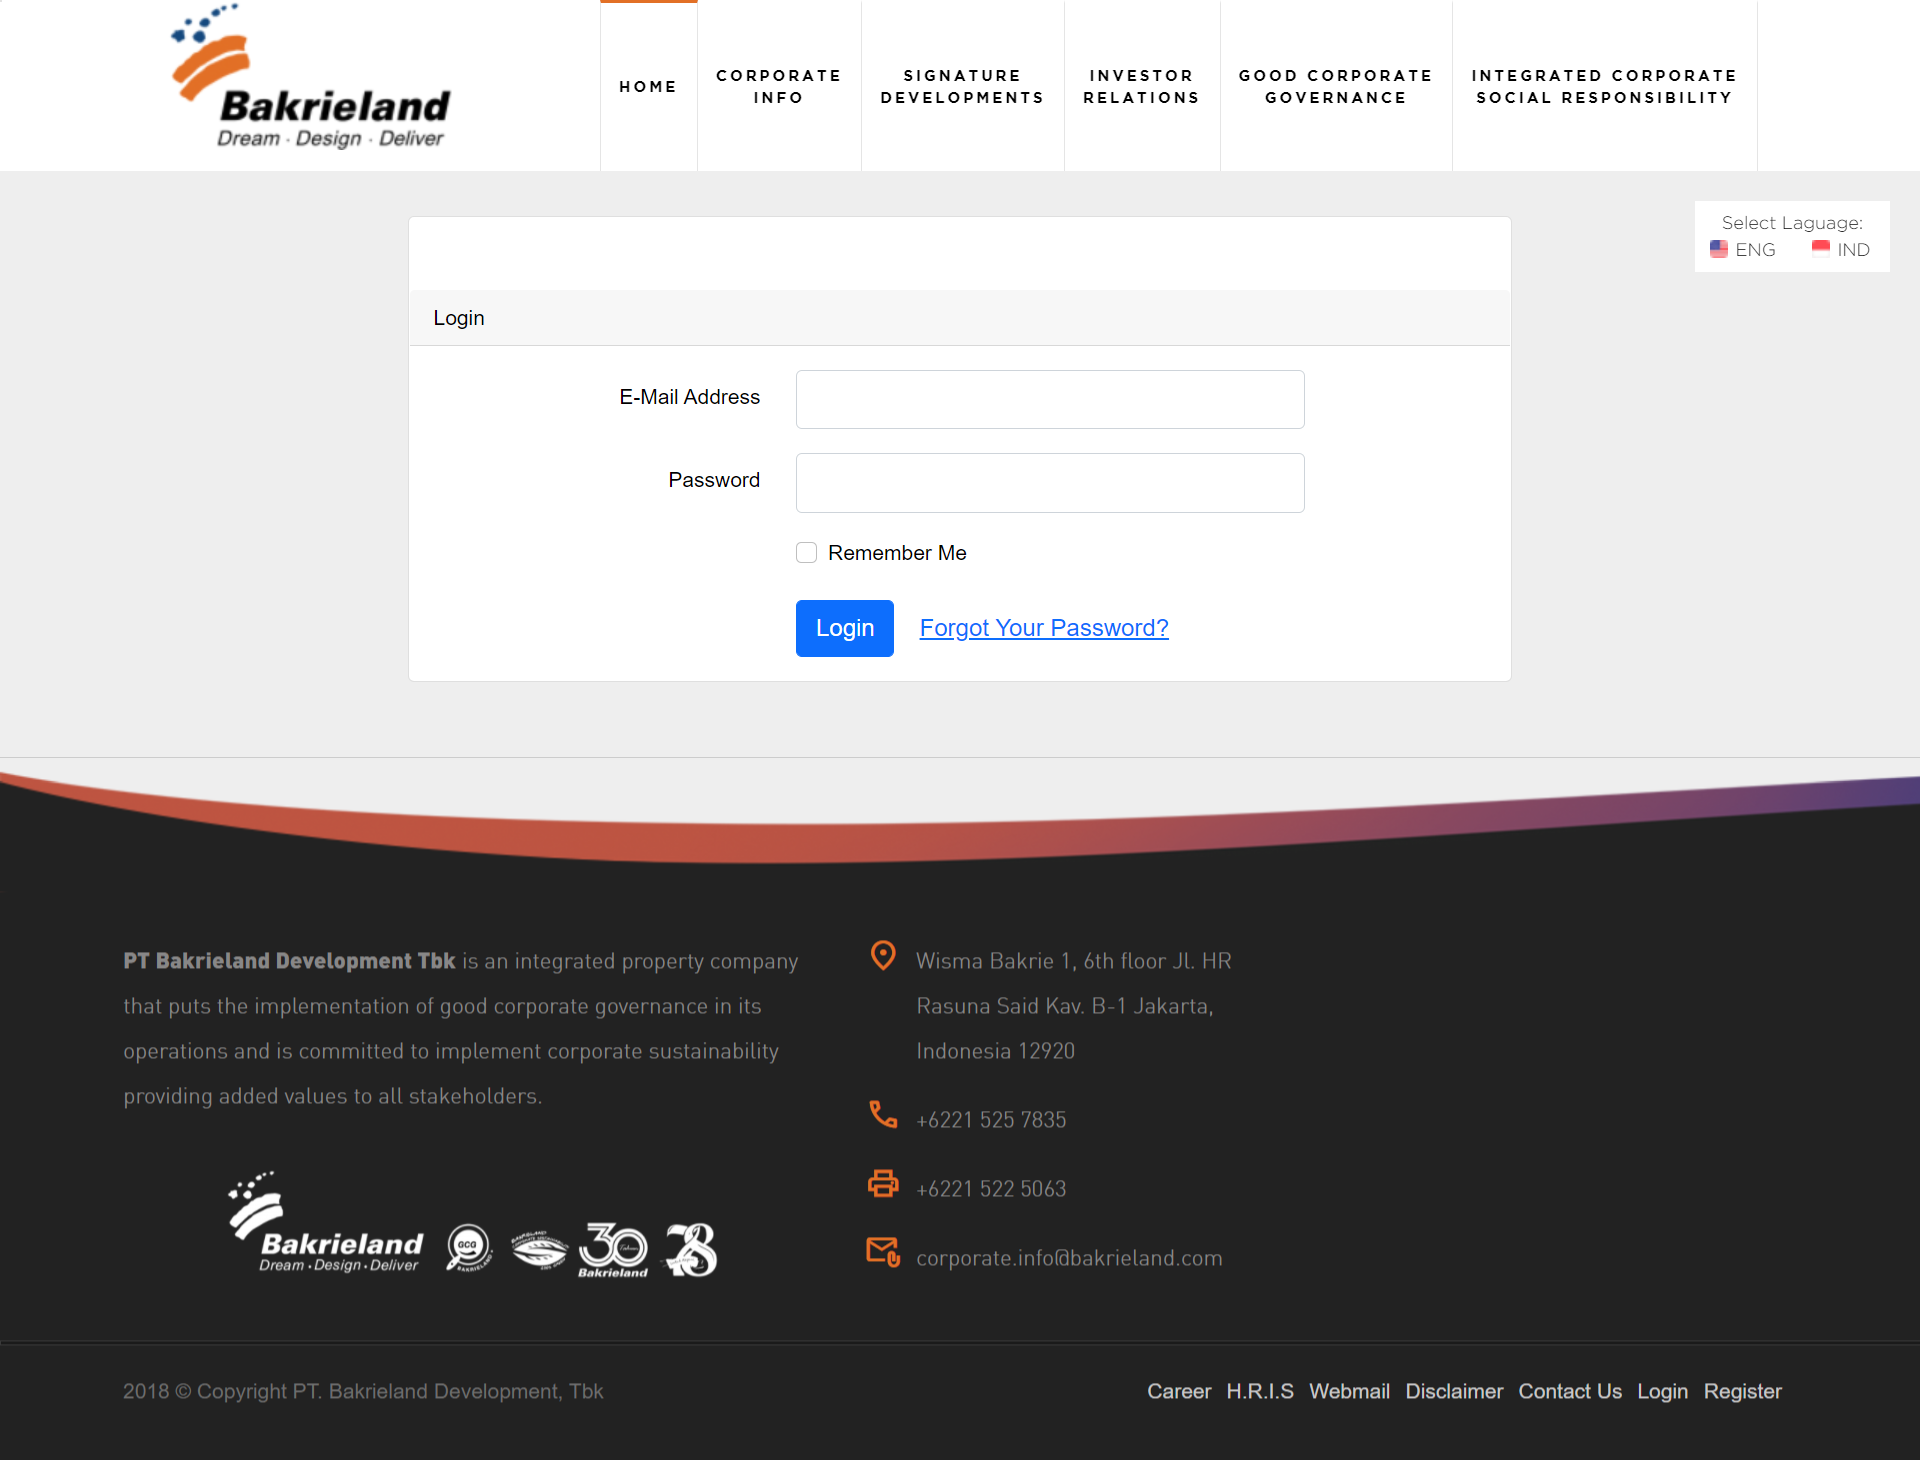 Bakrieland
Dream · Design · Deliver
HOME
CORPORATE
INFO
SIGNATURE
DEVELOPMENTS
INVESTOR
RELATIONS
GOOD CORPORATE
GOVERNANCE
INTEGRATED CORPORATE
SOCIAL RESPONSIBILITY
Select Laguage:
ENG IND
Login
E-Mail Address
Password
Remember Me
Login Forgot Your Password?
PT Bakrieland Development Tbk is an integrated property company
that puts the implementation of good corporate governance in its
operations and is committed to implement corporate sustainability
providing added values to all stakeholders.
Bakrieland
Dream · Design · Deliver
GCG
BAKRIELAND
30
Bakrieland
78
Wisma Bakrie 1, 6th floor Jl. HR
Rasuna Said Kav. B-1 Jakarta,
Indonesia 12920
+6221 525 7835
+6221 522 5063
corporate.info@bakrieland.com
2018 © Copyright PT. Bakrieland Development, Tbk
Career H.R.I.S Webmail Disclaimer Contact Us Login Register